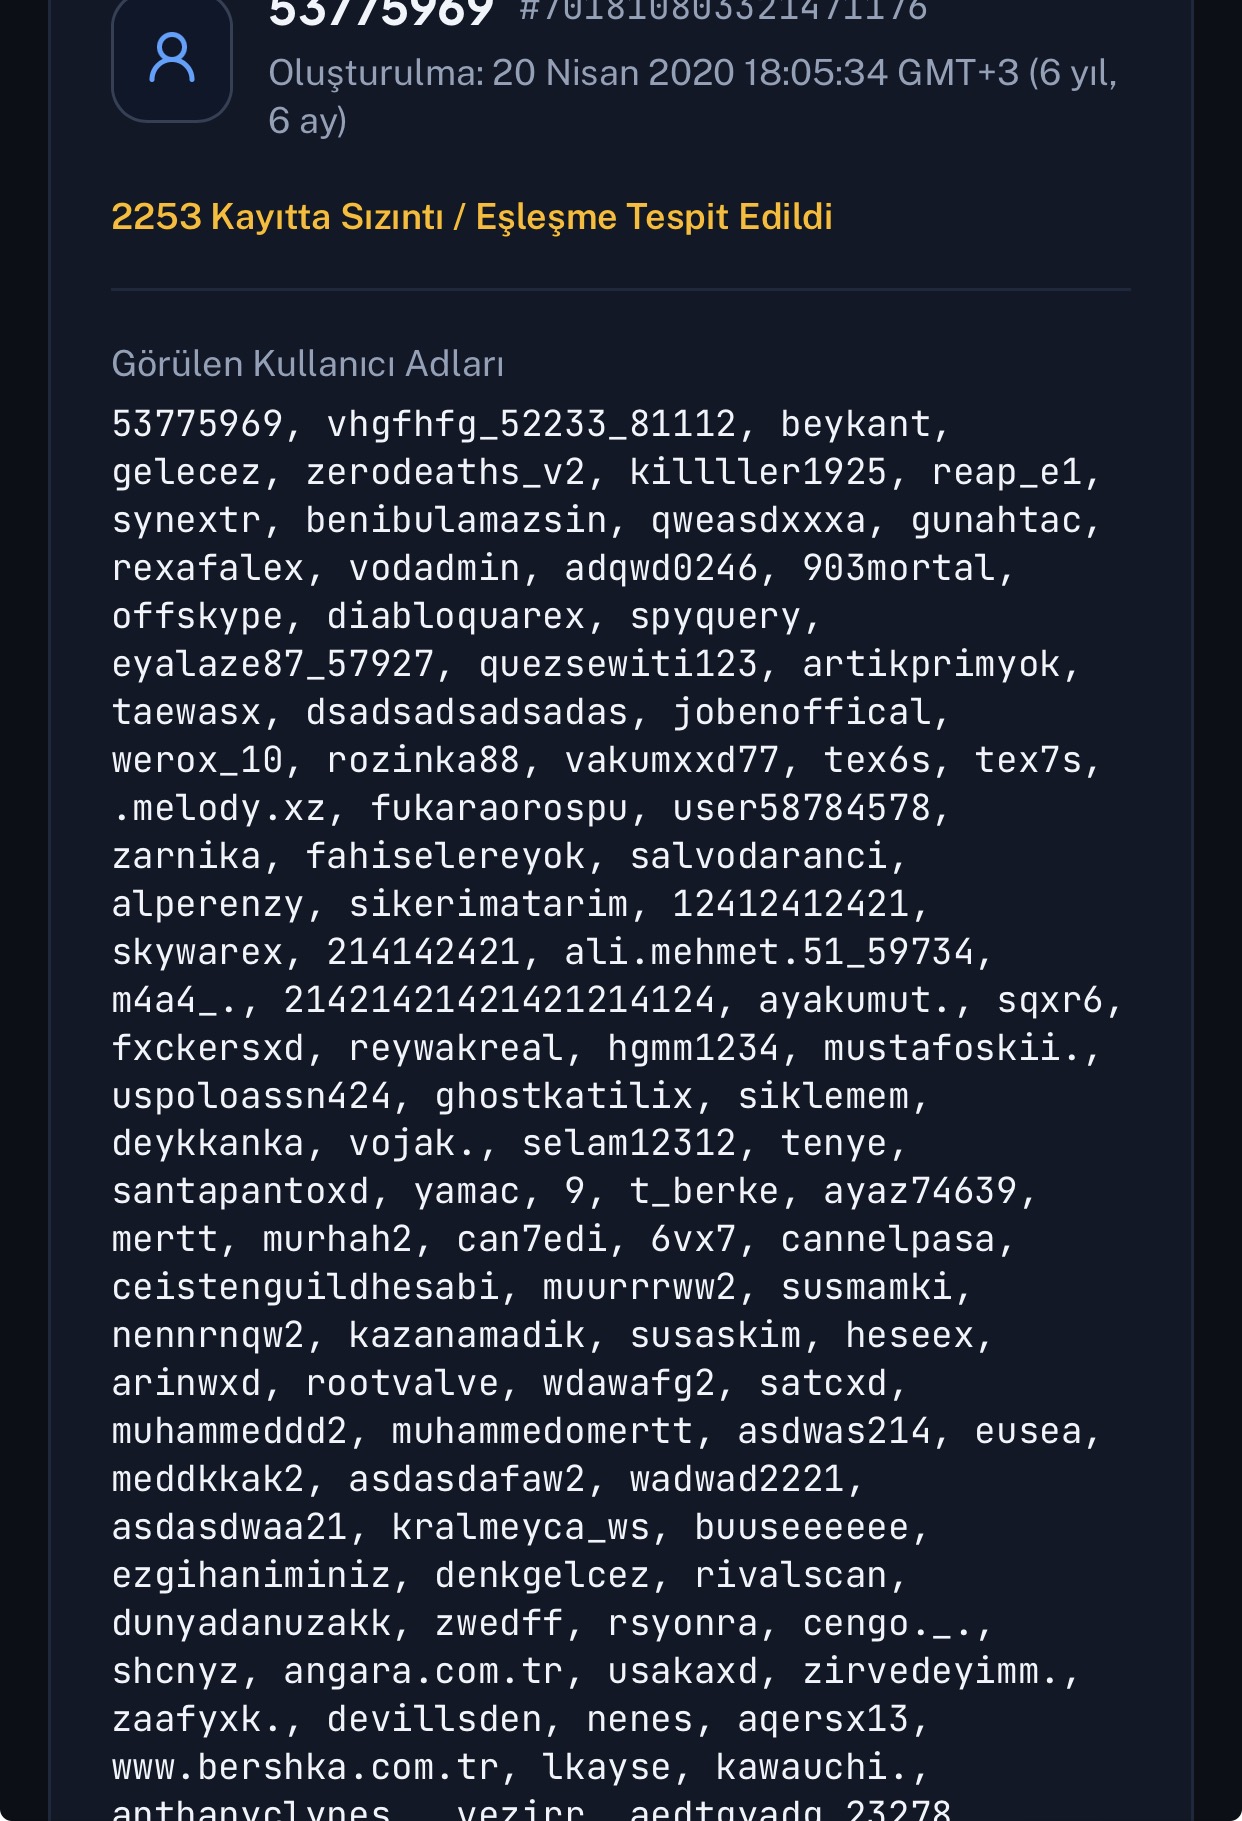 53775969 #701810803321471176
Oluşturulma: 20 Nisan 2020 18:05:34 GMT+3 (6 yıl,
6 ay)
2253 Kayıtta Sızıntı / Eşleşme Tespit Edildi
Görülen Kullanıcı Adları
53775969, vhgfhfg_52233_81112, beykant,
gelecez, zerodeaths_v2, killlller1925, reap_e1,
synextr, benibulamazsin, qweasdxxxa, gunahtac,
rexafalex, vodadmin, adqwd0246, 903mortal,
offskype, diabloquarex, spyquery,
eyalaze87_57927, quezsewiti123, artikprimyok,
taewasx, dsadsadsadsadas, jobenoffical,
werox_10, rozinka88, vakumxxd77, tex6s, tex7s,
.melody.xz, fukaraorospu, user58784578,
zarnika, fahiselereyok, salvodaranci,
alperenzy, sikerimatarim, 12412412421,
skywarex, 214142421, ali.mehmet.51_59734,
m4a4_., 21421421421421214124, ayakumut., sqxr6,
fxckersxd, reywakreal, hgmm1234, mustafoskii.,
uspoloassn424, ghostkatilix, siklemem,
deykkanka, vojak., selam12312, tenye,
santapantoxd, yamac, 9, t_berke, ayaz74639,
mertt, murhah2, can7edi, 6vx7, cannelpasa,
ceistenguildhesabi, muurrrww2, susmamki,
nennrnqw2, kazanamadik, susaskim, heseex,
arinwxd, rootvalve, wdawafg2, satcxd,
muhammeddd2, muhammedomertt, asdwas214, eusea,
meddkkak2, asdasdafaw2, wadwad2221,
asdasdwaa21, kralmeyca_ws, buuseeeeee,
ezgihaniminiz, denkgelcez, rivalscan,
dunyadanuzakk, zwedff, rsyonra, cengo._.,
shcnyz, angara.com.tr, usakaxd, zirvedeyimm.,
zaafyxk., devillsden, nenes, aqersx13,
www.bershka.com.tr, lkayse, kawauchi.,